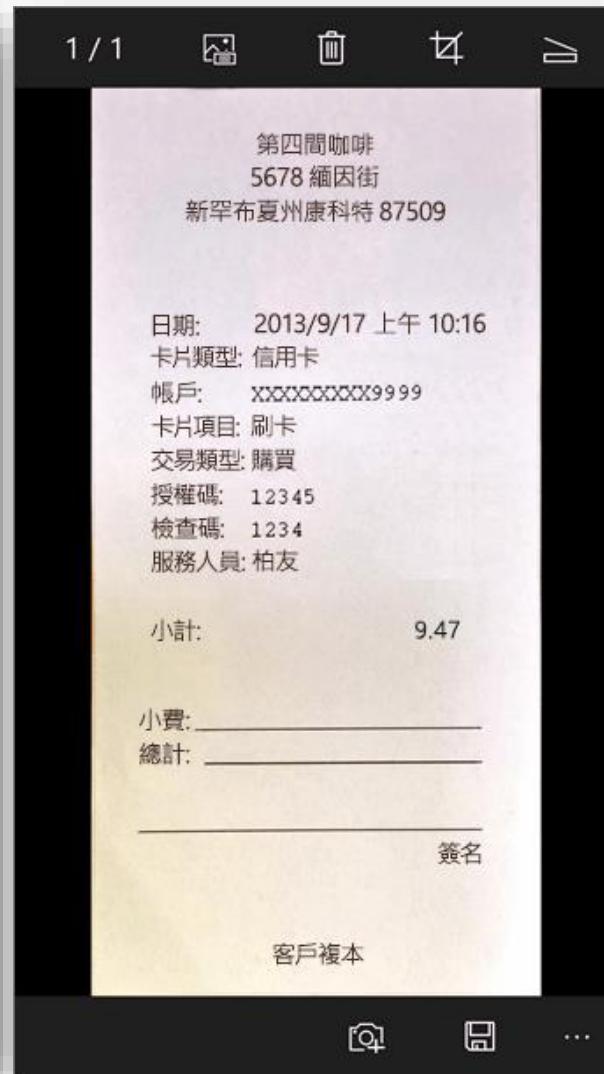 1 / 1
第四間咖啡
5678 緬因街
新罕布夏州康科特 87509
日期: 2013/9/17 上午 10:16
卡片類型: 信用卡
帳戶: XXXXXXXXX9999
卡片項目: 刷卡
交易類型: 購買
授權碼: 12345
檢查碼: 1234
服務人員: 柏友
小計: 9.47
小費:
總計:
簽名
客戶複本